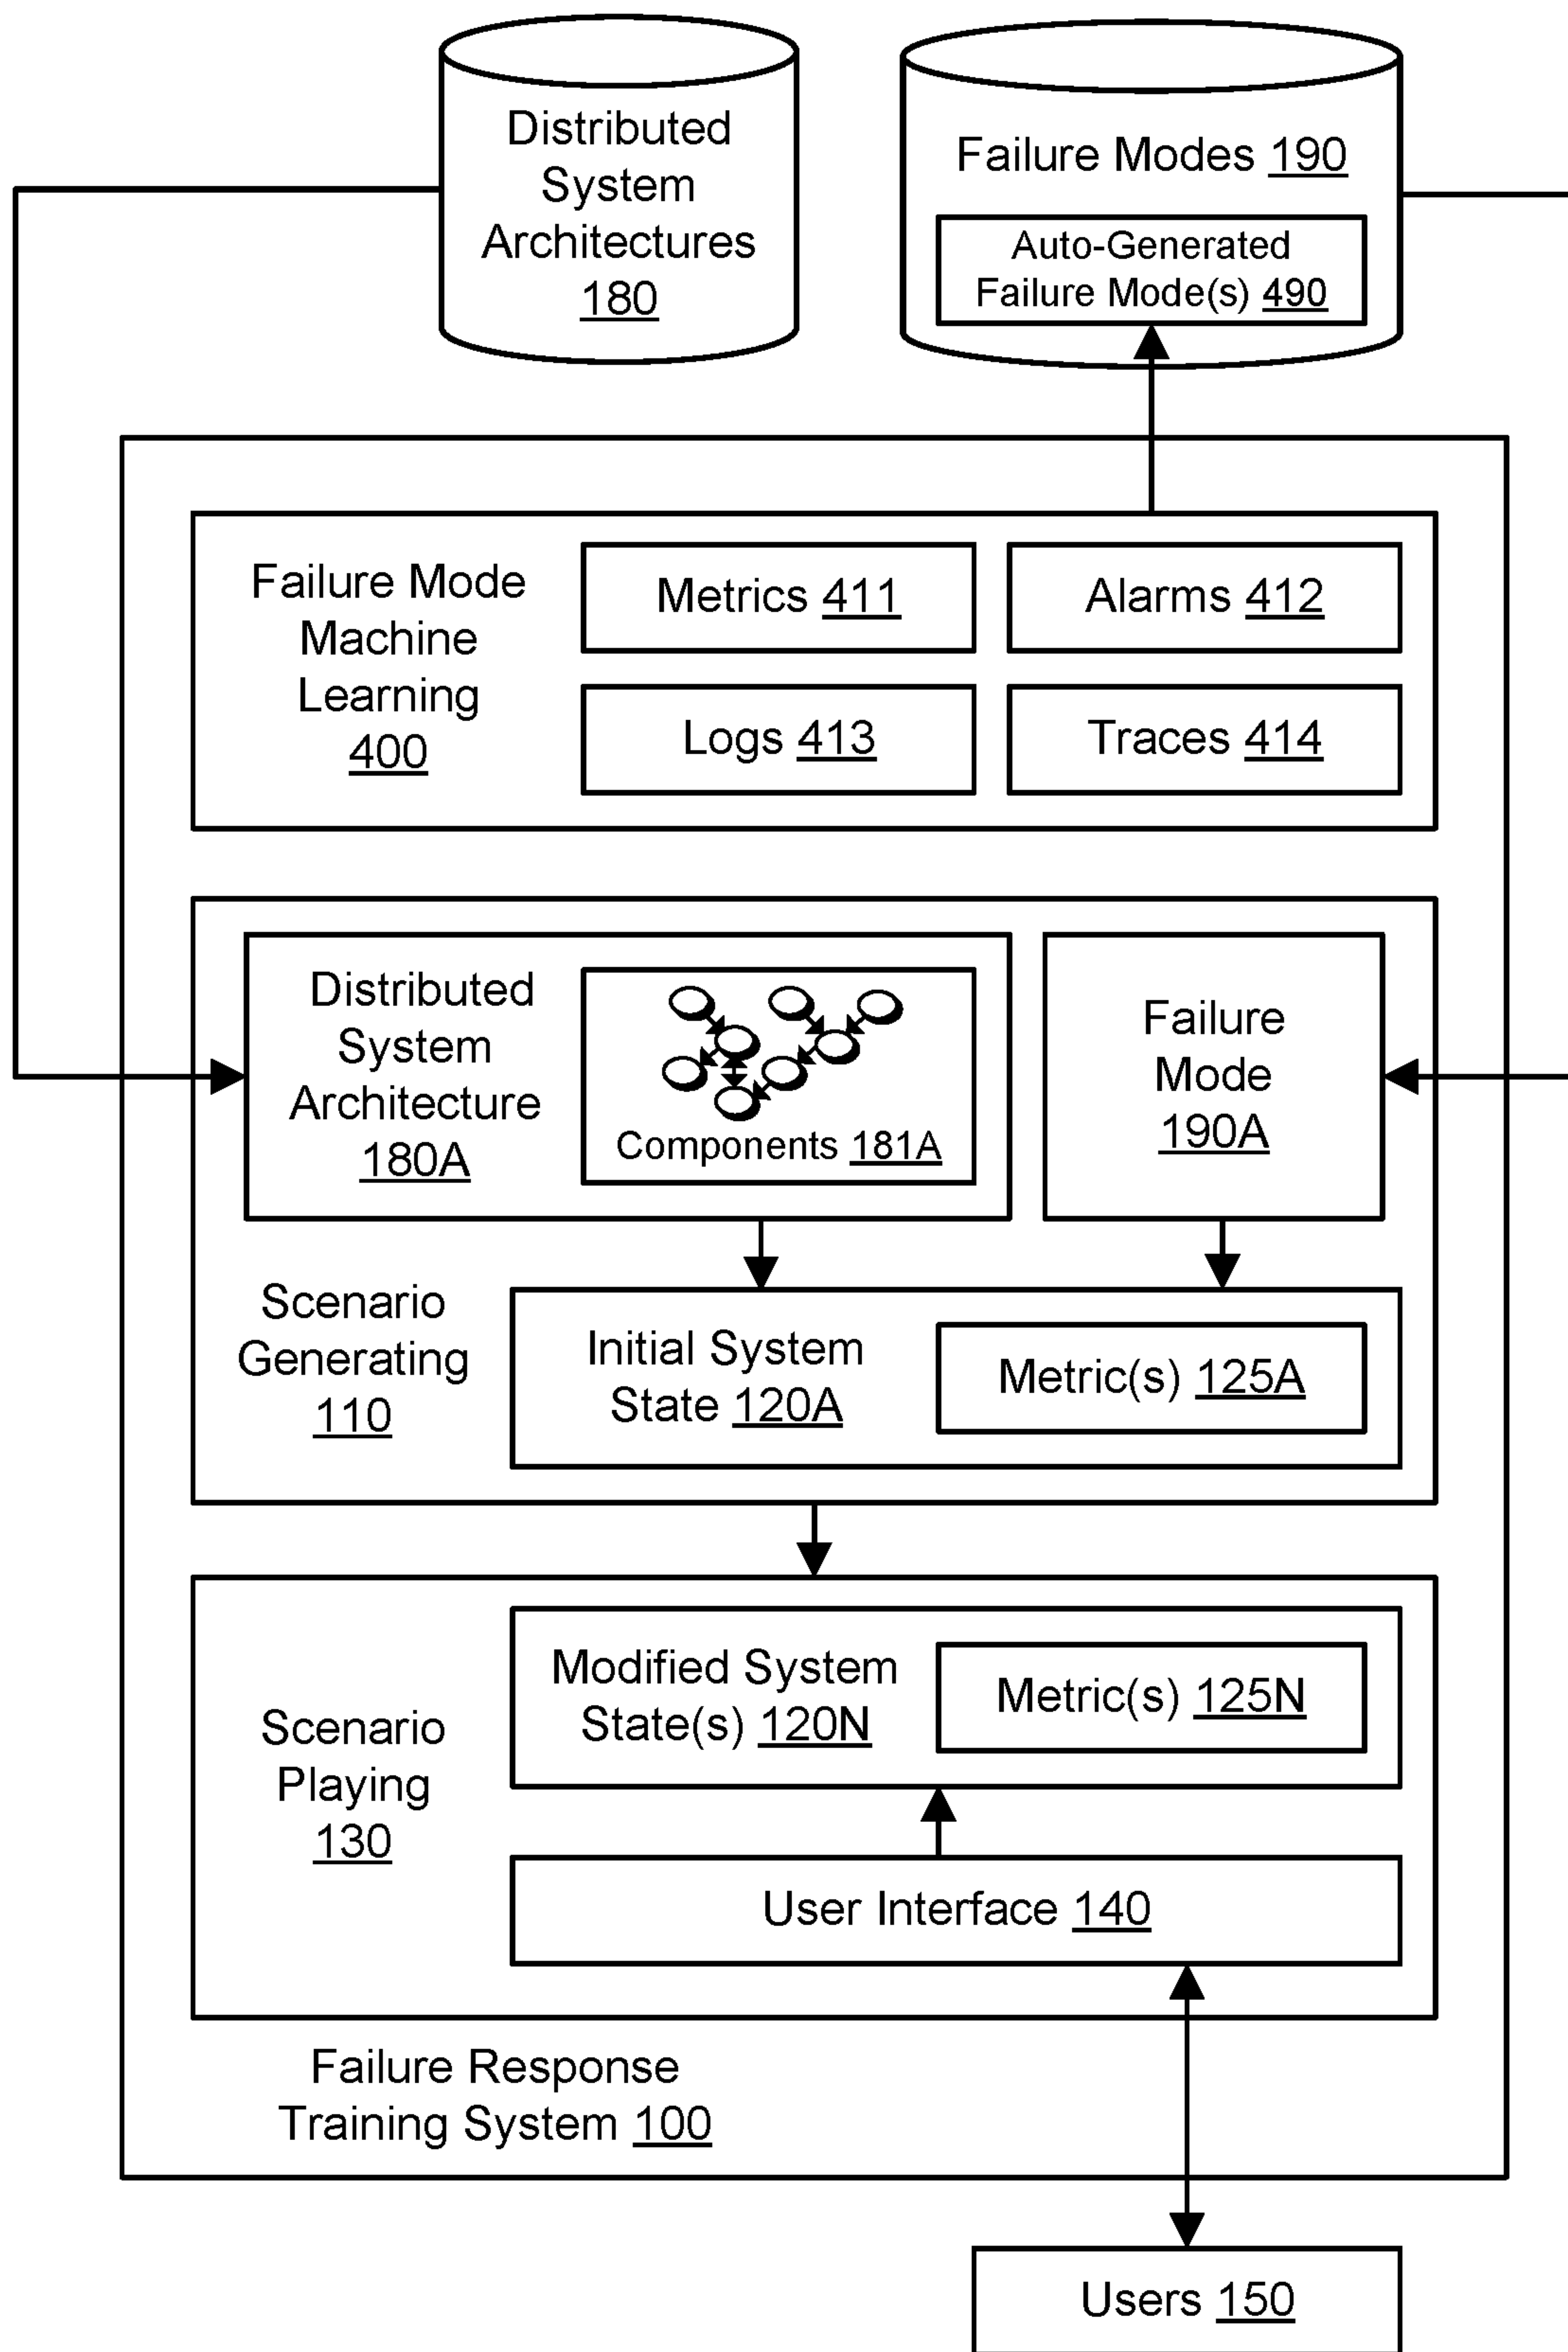 Distributed
System
Architectures
180
Failure Modes 190
Auto-Generated
Failure Mode(s) 490
Failure Mode
Machine
Learning
400
Metrics 411
Alarms 412
Logs 413
Traces 414
Distributed
System
Architecture
180A
Components 181A
Failure
Mode
190A
Scenario
Generating
110
Initial System
State 120A
Metric(s) 125A
Scenario
Playing
130
Modified System
State(s) 120N
Metric(s) 125N
User Interface 140
Failure Response
Training System 100
Users 150